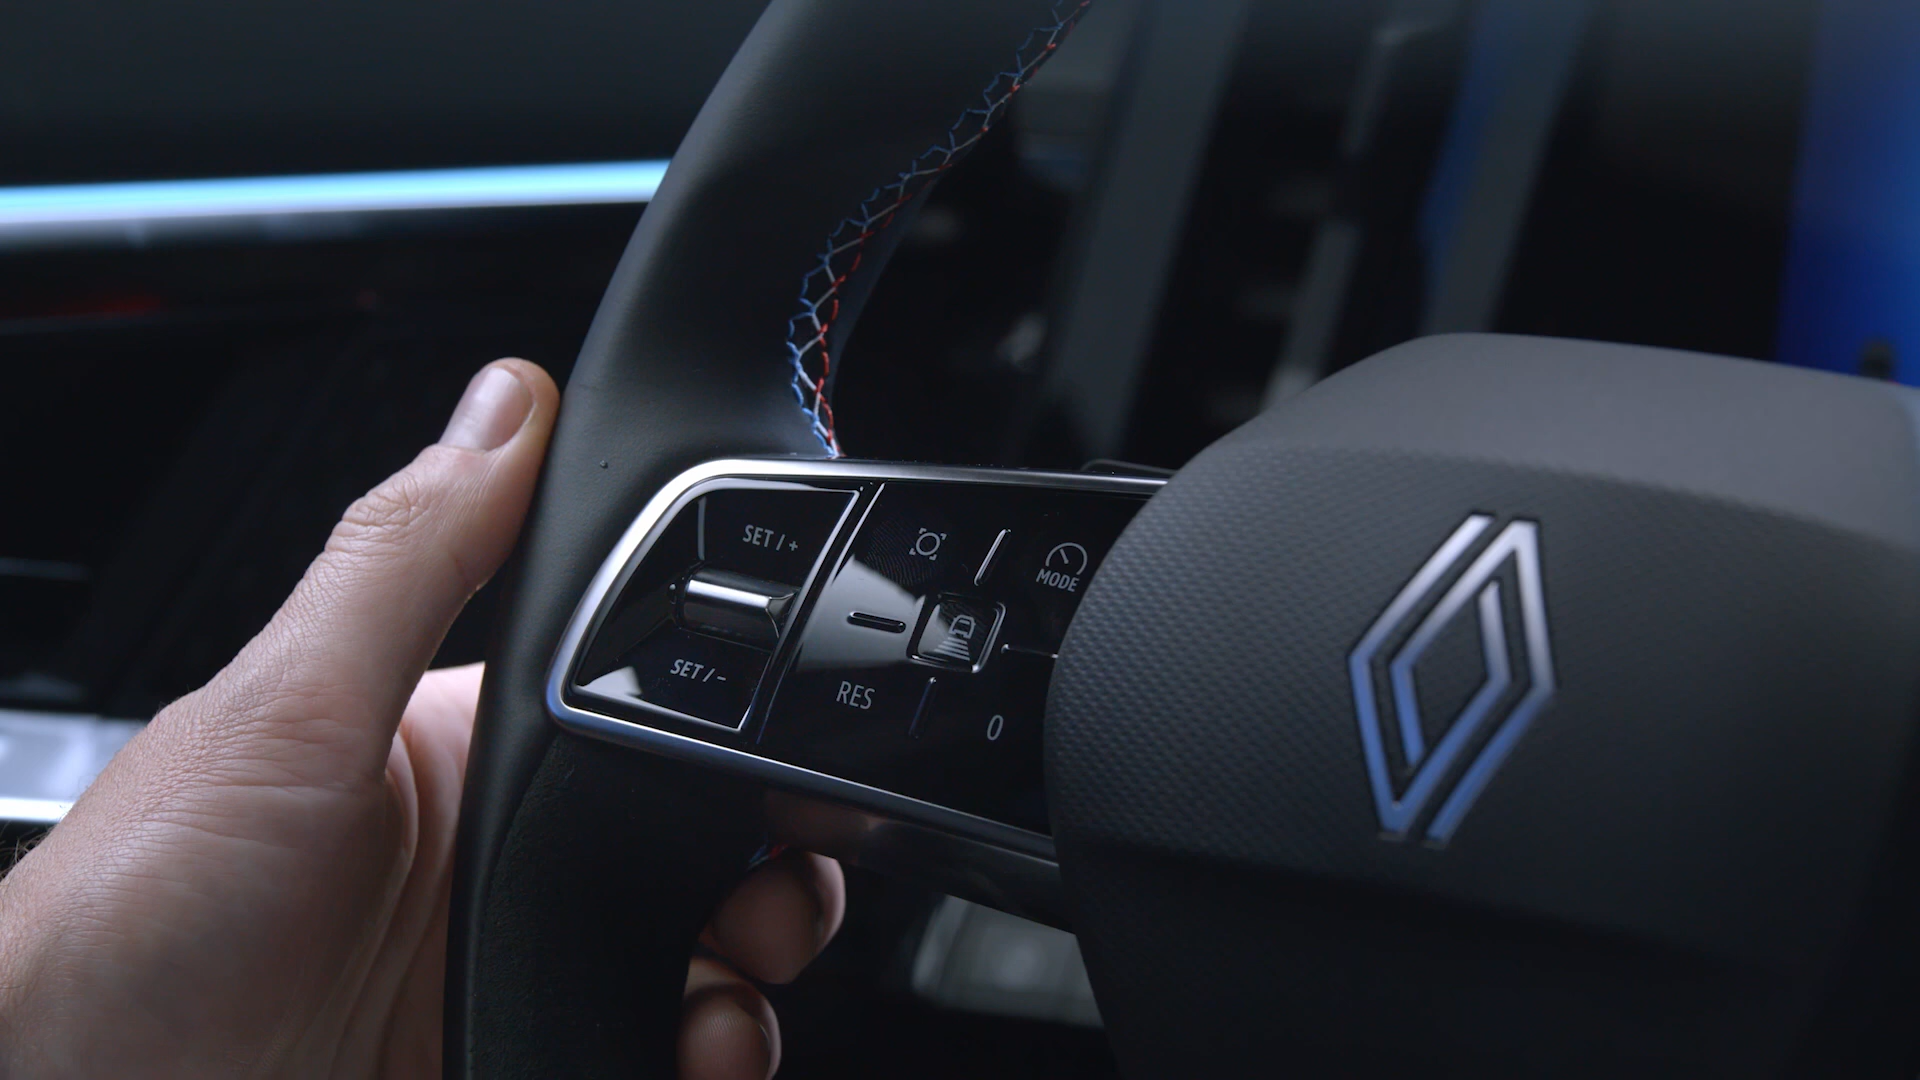 SET / +
MODE
SET / -
RES
0